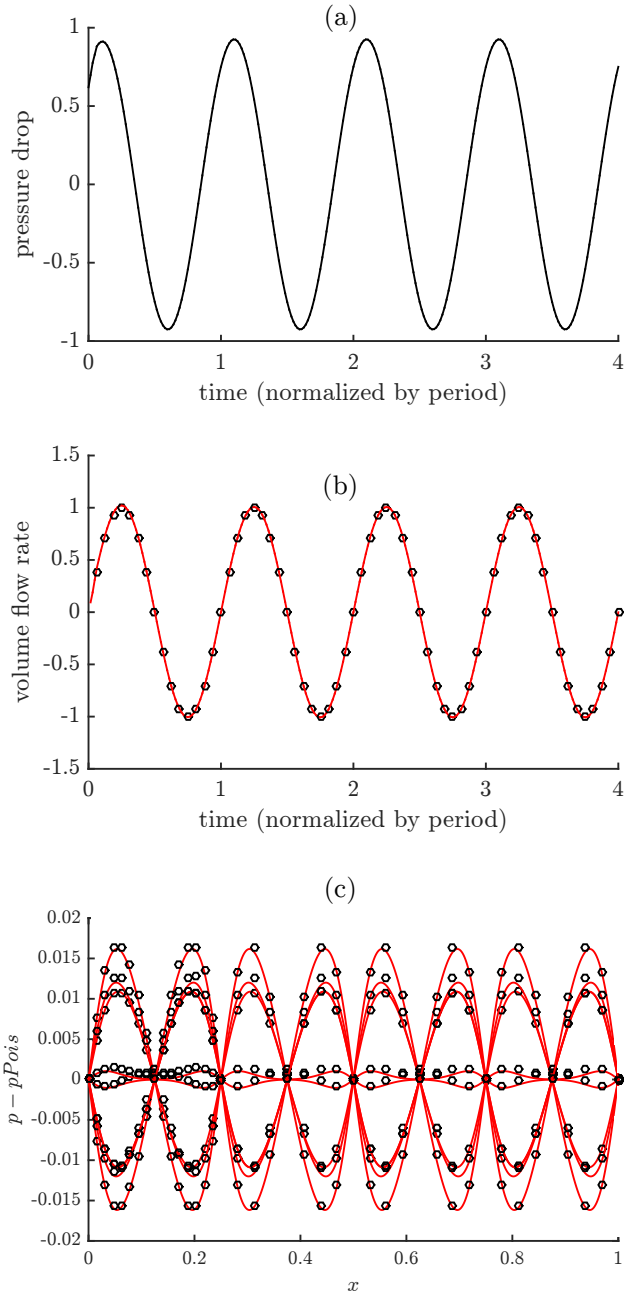 (a)
1
0.5
0
-0.5
-1
pressure drop
0 1 2 3 4
time (normalized by period)
(b)
1.5
1
0.5
0
-0.5
-1
-1.5
volume flow rate
0 1 2 3 4
time (normalized by period)
(c)
0.02
0.015
0.01
0.005
0
-0.005
-0.01
-0.015
-0.02
p − pPois
0 0.2 0.4 0.6 0.8 1
x